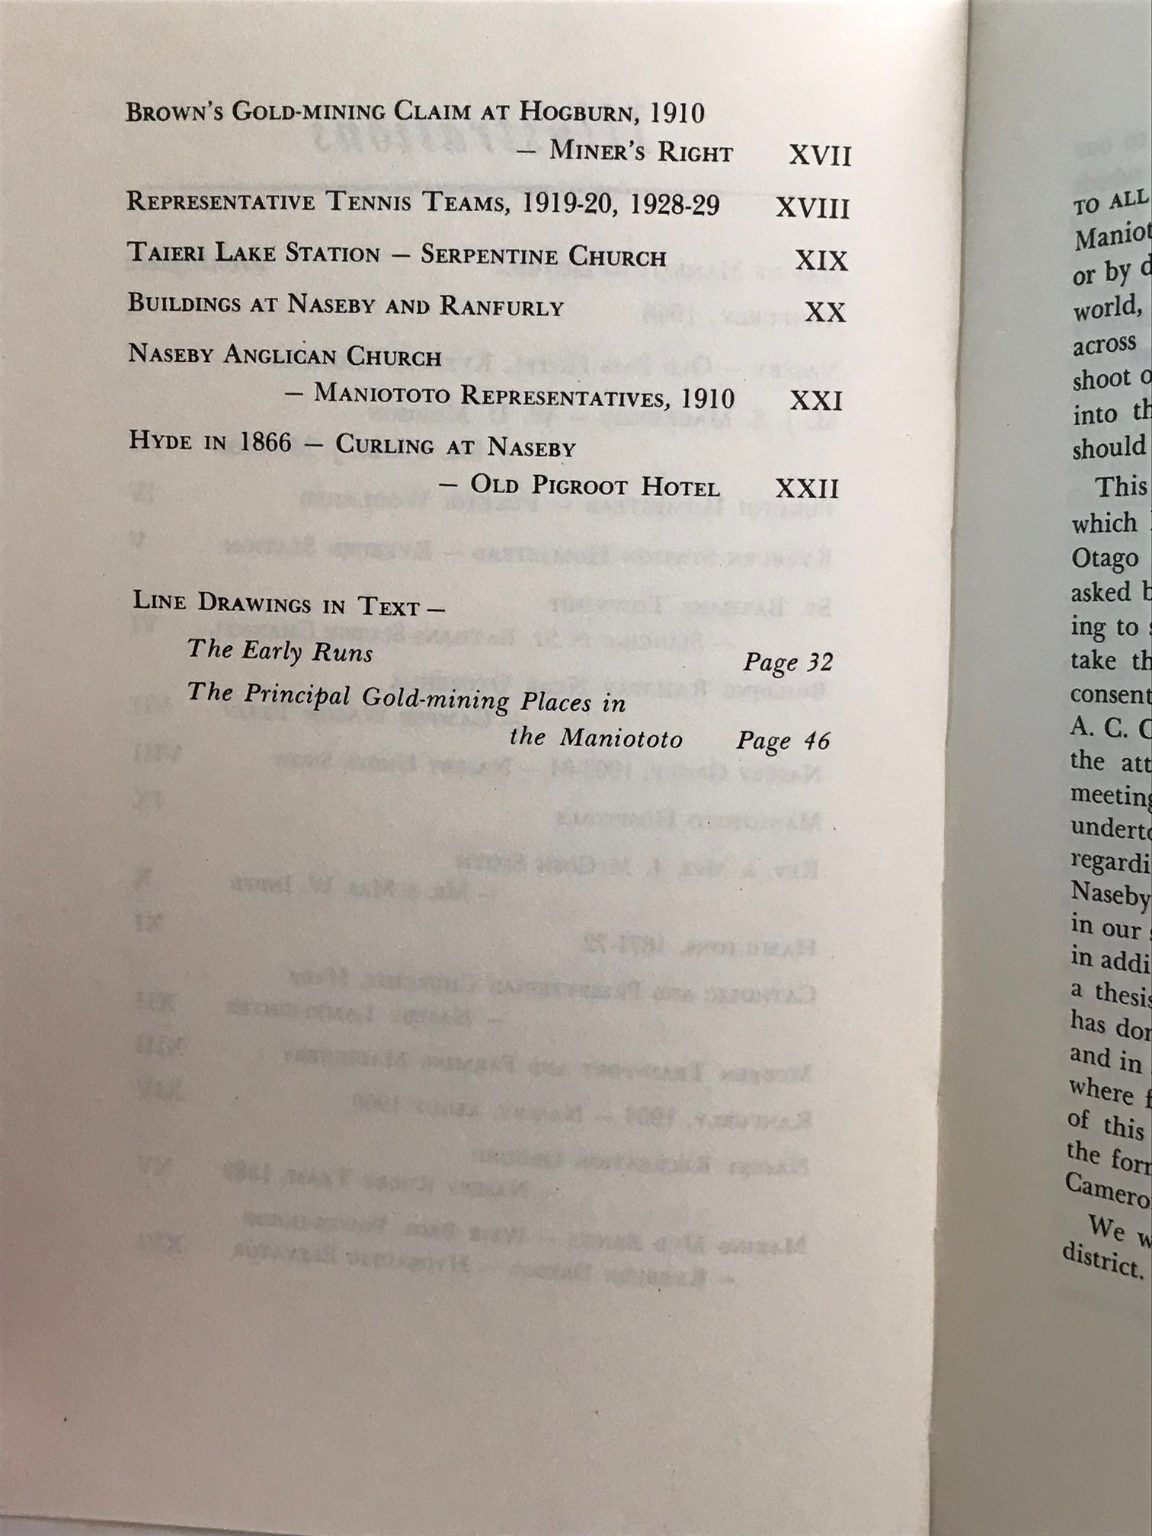 Brown's Gold-mining Claim at Hogburn, 1910
– Miner's Right XVII
Representative Tennis Teams, 1919-20, 1928-29 XVIII
Taieri Lake Station – Serpentine Church XIX
Buildings at Naseby and Ranfurly XX
Naseby Anglican Church
– Maniototo Representatives, 1910 XXI
Hyde in 1866 – Curling at Naseby
– Old Pigroot Hotel XXII
Line Drawings in Text –
The Early Runs Page 32
The Principal Gold-mining Places in
the Maniototo Page 46
TO ALL
Maniot
or by d
world,
across
shoot o
into th
should
This
which
Otago
asked b
ing to s
take th
consent
A. C. C
the att
meeting
underto
regardi
Naseby
in our s
in addi
a thesis
has dor
and in
where f
of this
the forr
Camero
We w
district.